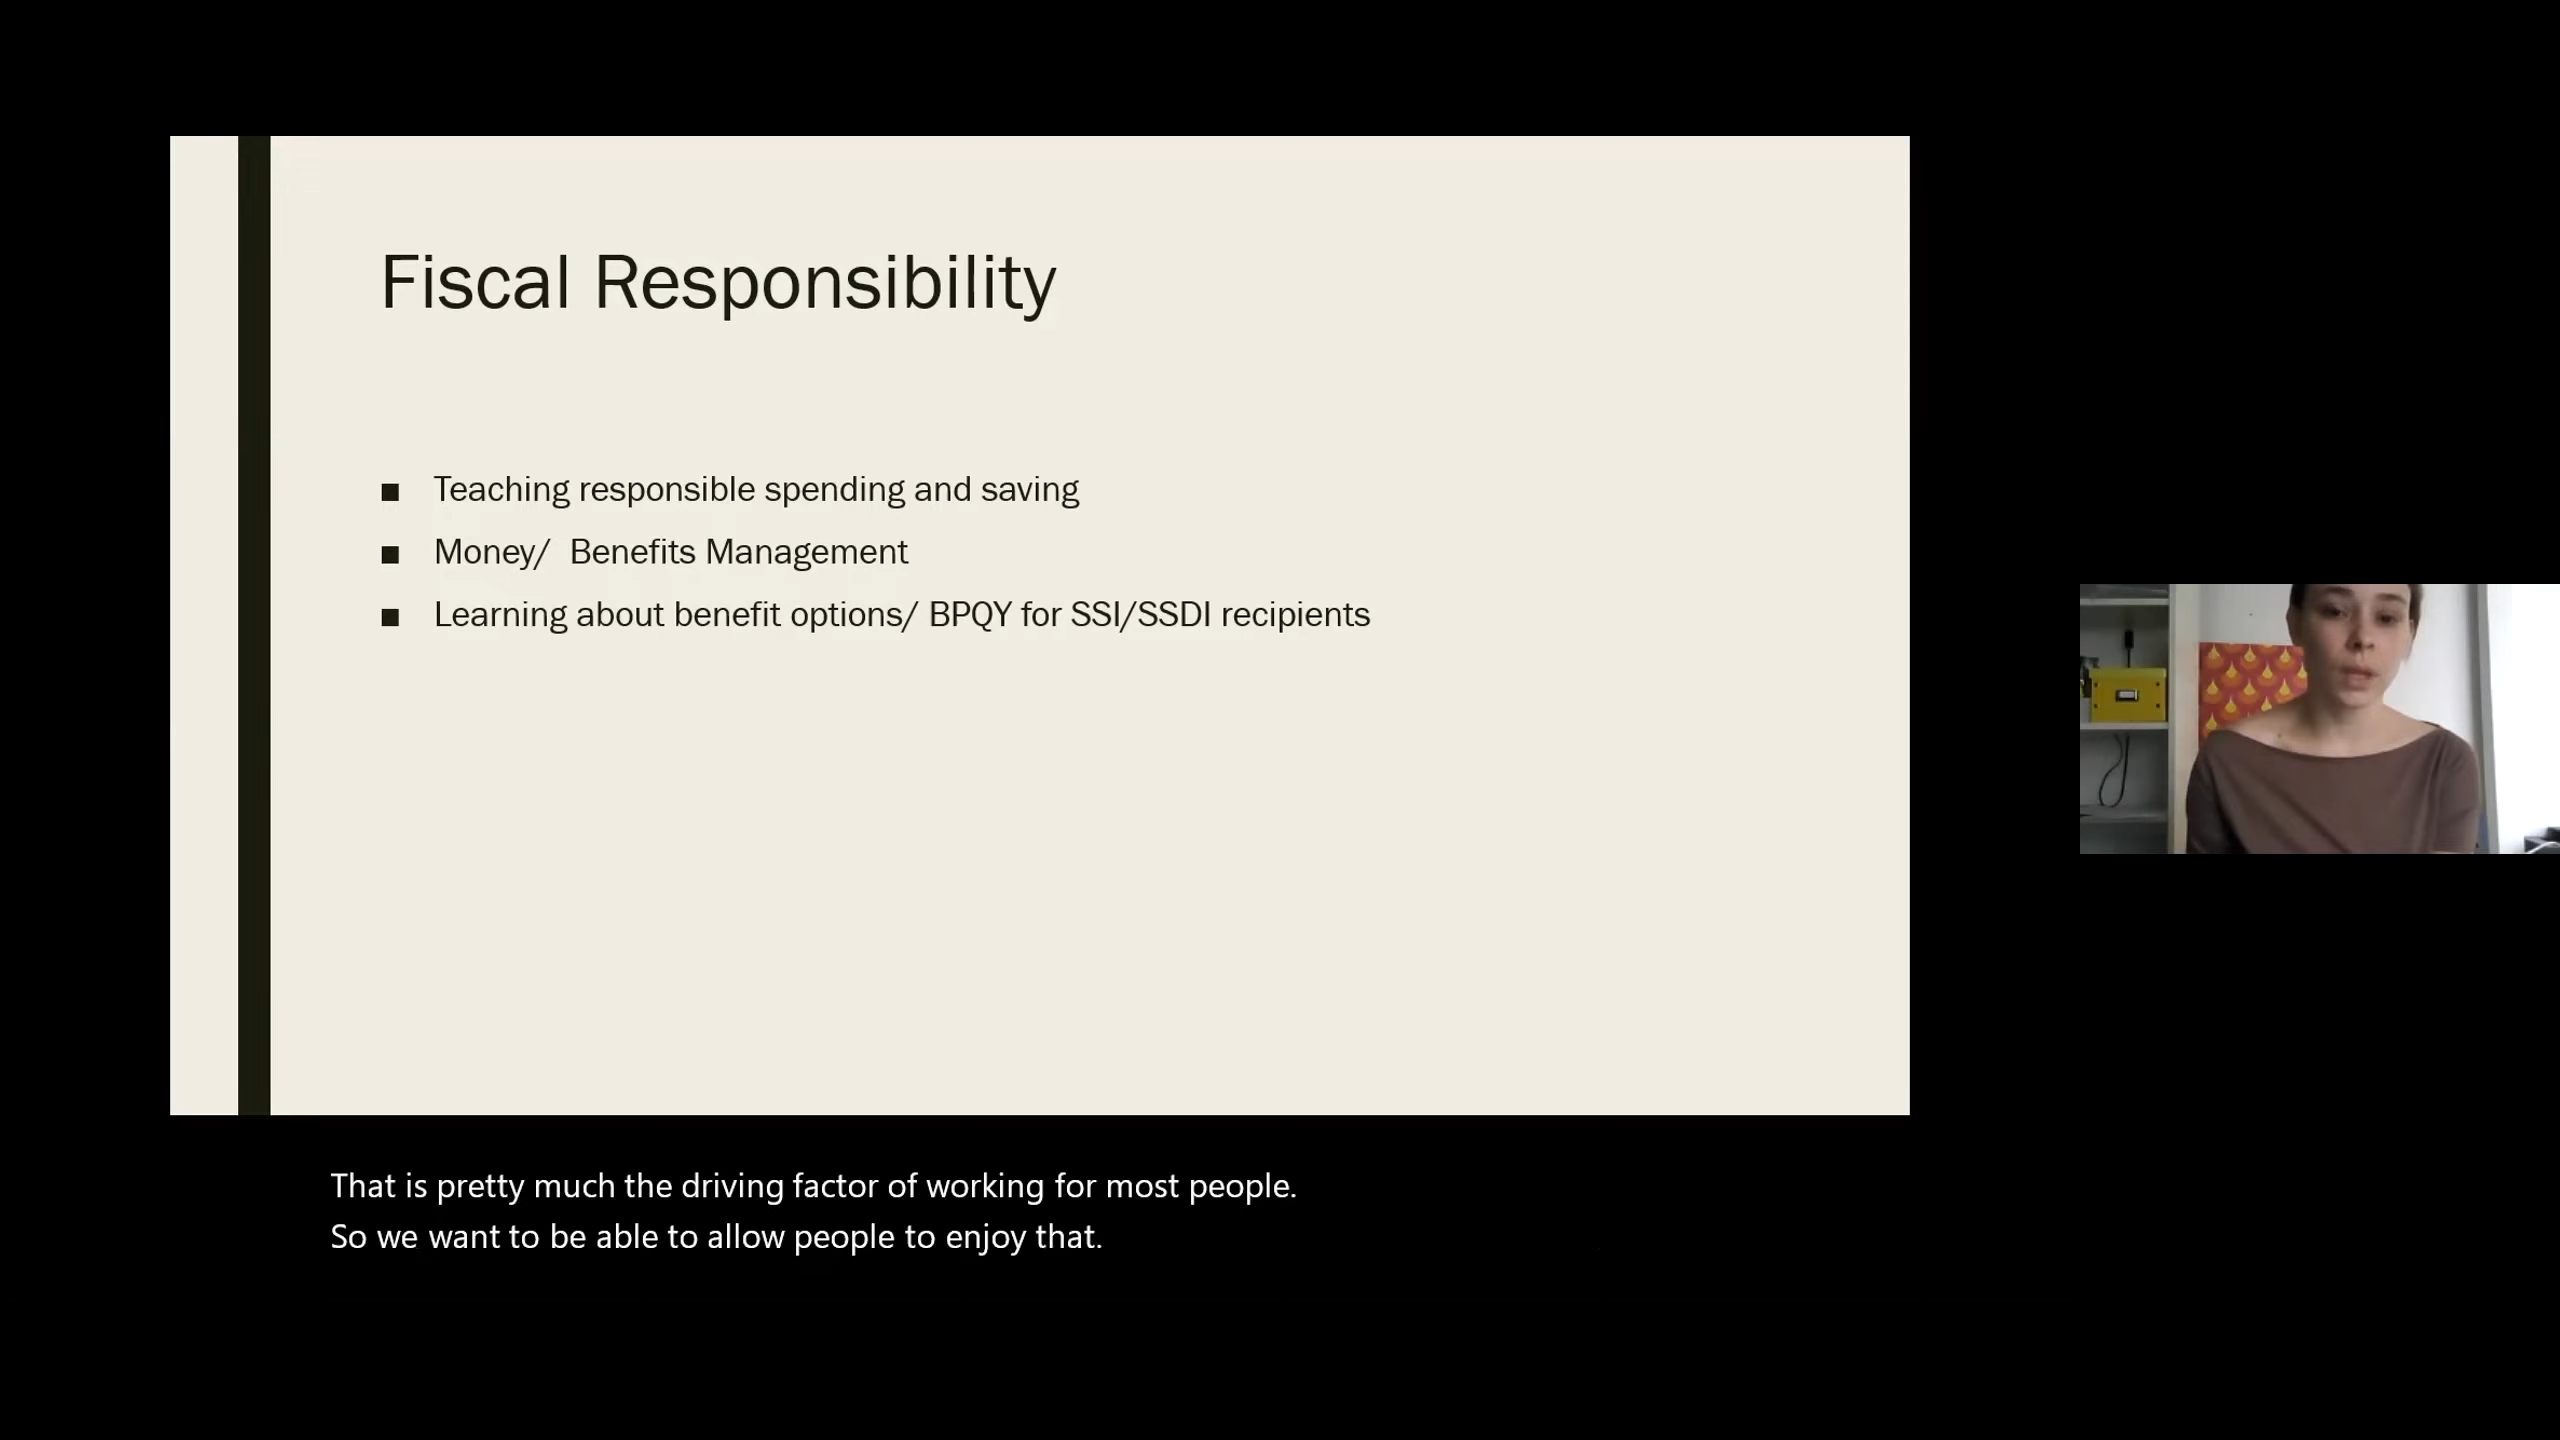 Fiscal Responsibility
■ Teaching responsible spending and saving
■ Money/  Benefits Management
■ Learning about benefit options/ BPQY for SSI/SSDI recipients
That is pretty much the driving factor of working for most people.
So we want to be able to allow people to enjoy that.